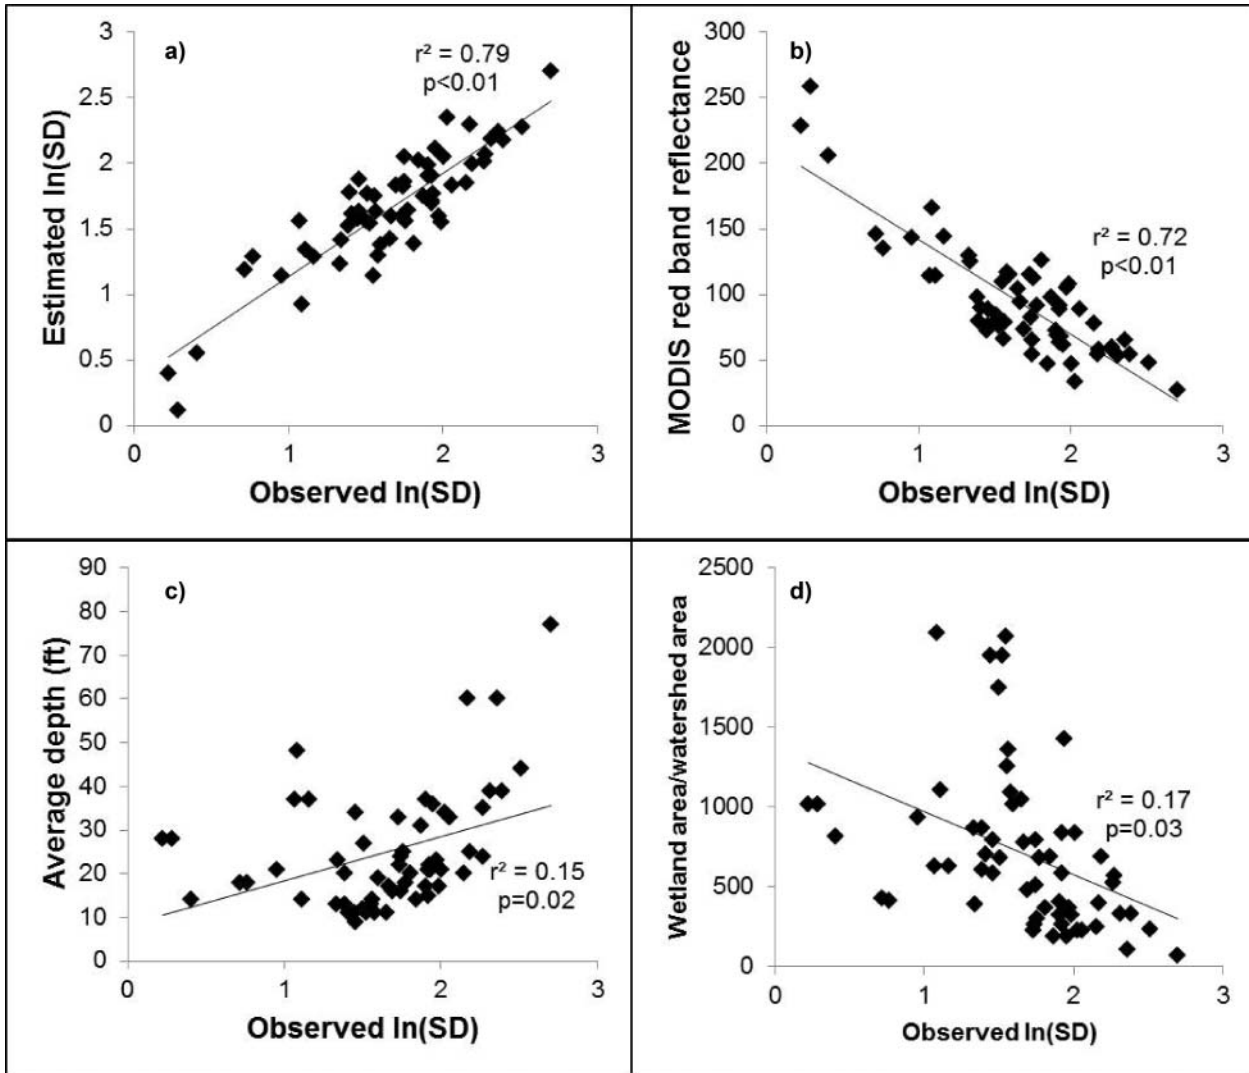 a)
r² = 0.79
p<0.01
Estimated ln(SD)
3
2.5
2
1.5
1
0.5
0
0 1 2 3
Observed ln(SD)
b)
r² = 0.72
p<0.01
MODIS red band reflectance
300
250
200
150
100
50
0
0 1 2 3
Observed ln(SD)
c)
r² = 0.15
p=0.02
Average depth (ft)
90
80
70
60
50
40
30
20
10
0
0 1 2 3
Observed ln(SD)
d)
r² = 0.17
p=0.03
Wetland area/watershed area
2500
2000
1500
1000
500
0
0 1 2 3
Observed ln(SD)